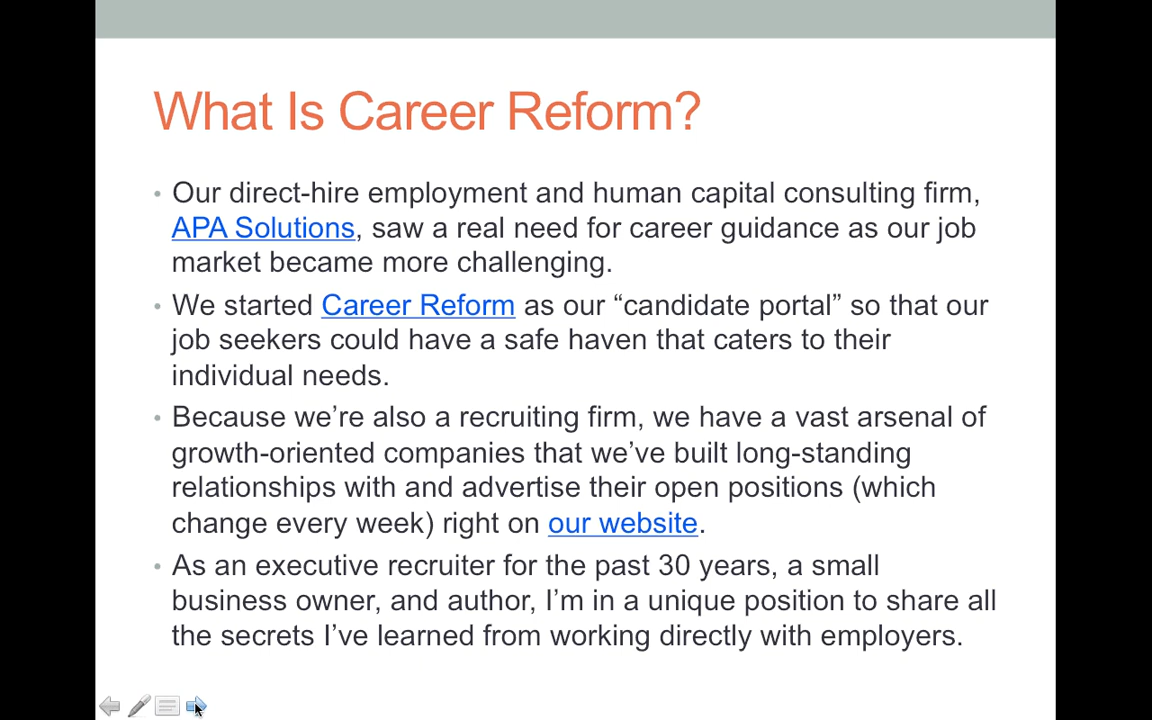 What Is Career Reform?
• Our direct-hire employment and human capital consulting firm,
APA Solutions, saw a real need for career guidance as our job
market became more challenging.
• We started Career Reform as our “candidate portal” so that our
job seekers could have a safe haven that caters to their
individual needs.
• Because we’re also a recruiting firm, we have a vast arsenal of
growth-oriented companies that we’ve built long-standing
relationships with and advertise their open positions (which
change every week) right on our website.
• As an executive recruiter for the past 30 years, a small
business owner, and author, I’m in a unique position to share all
the secrets I’ve learned from working directly with employers.